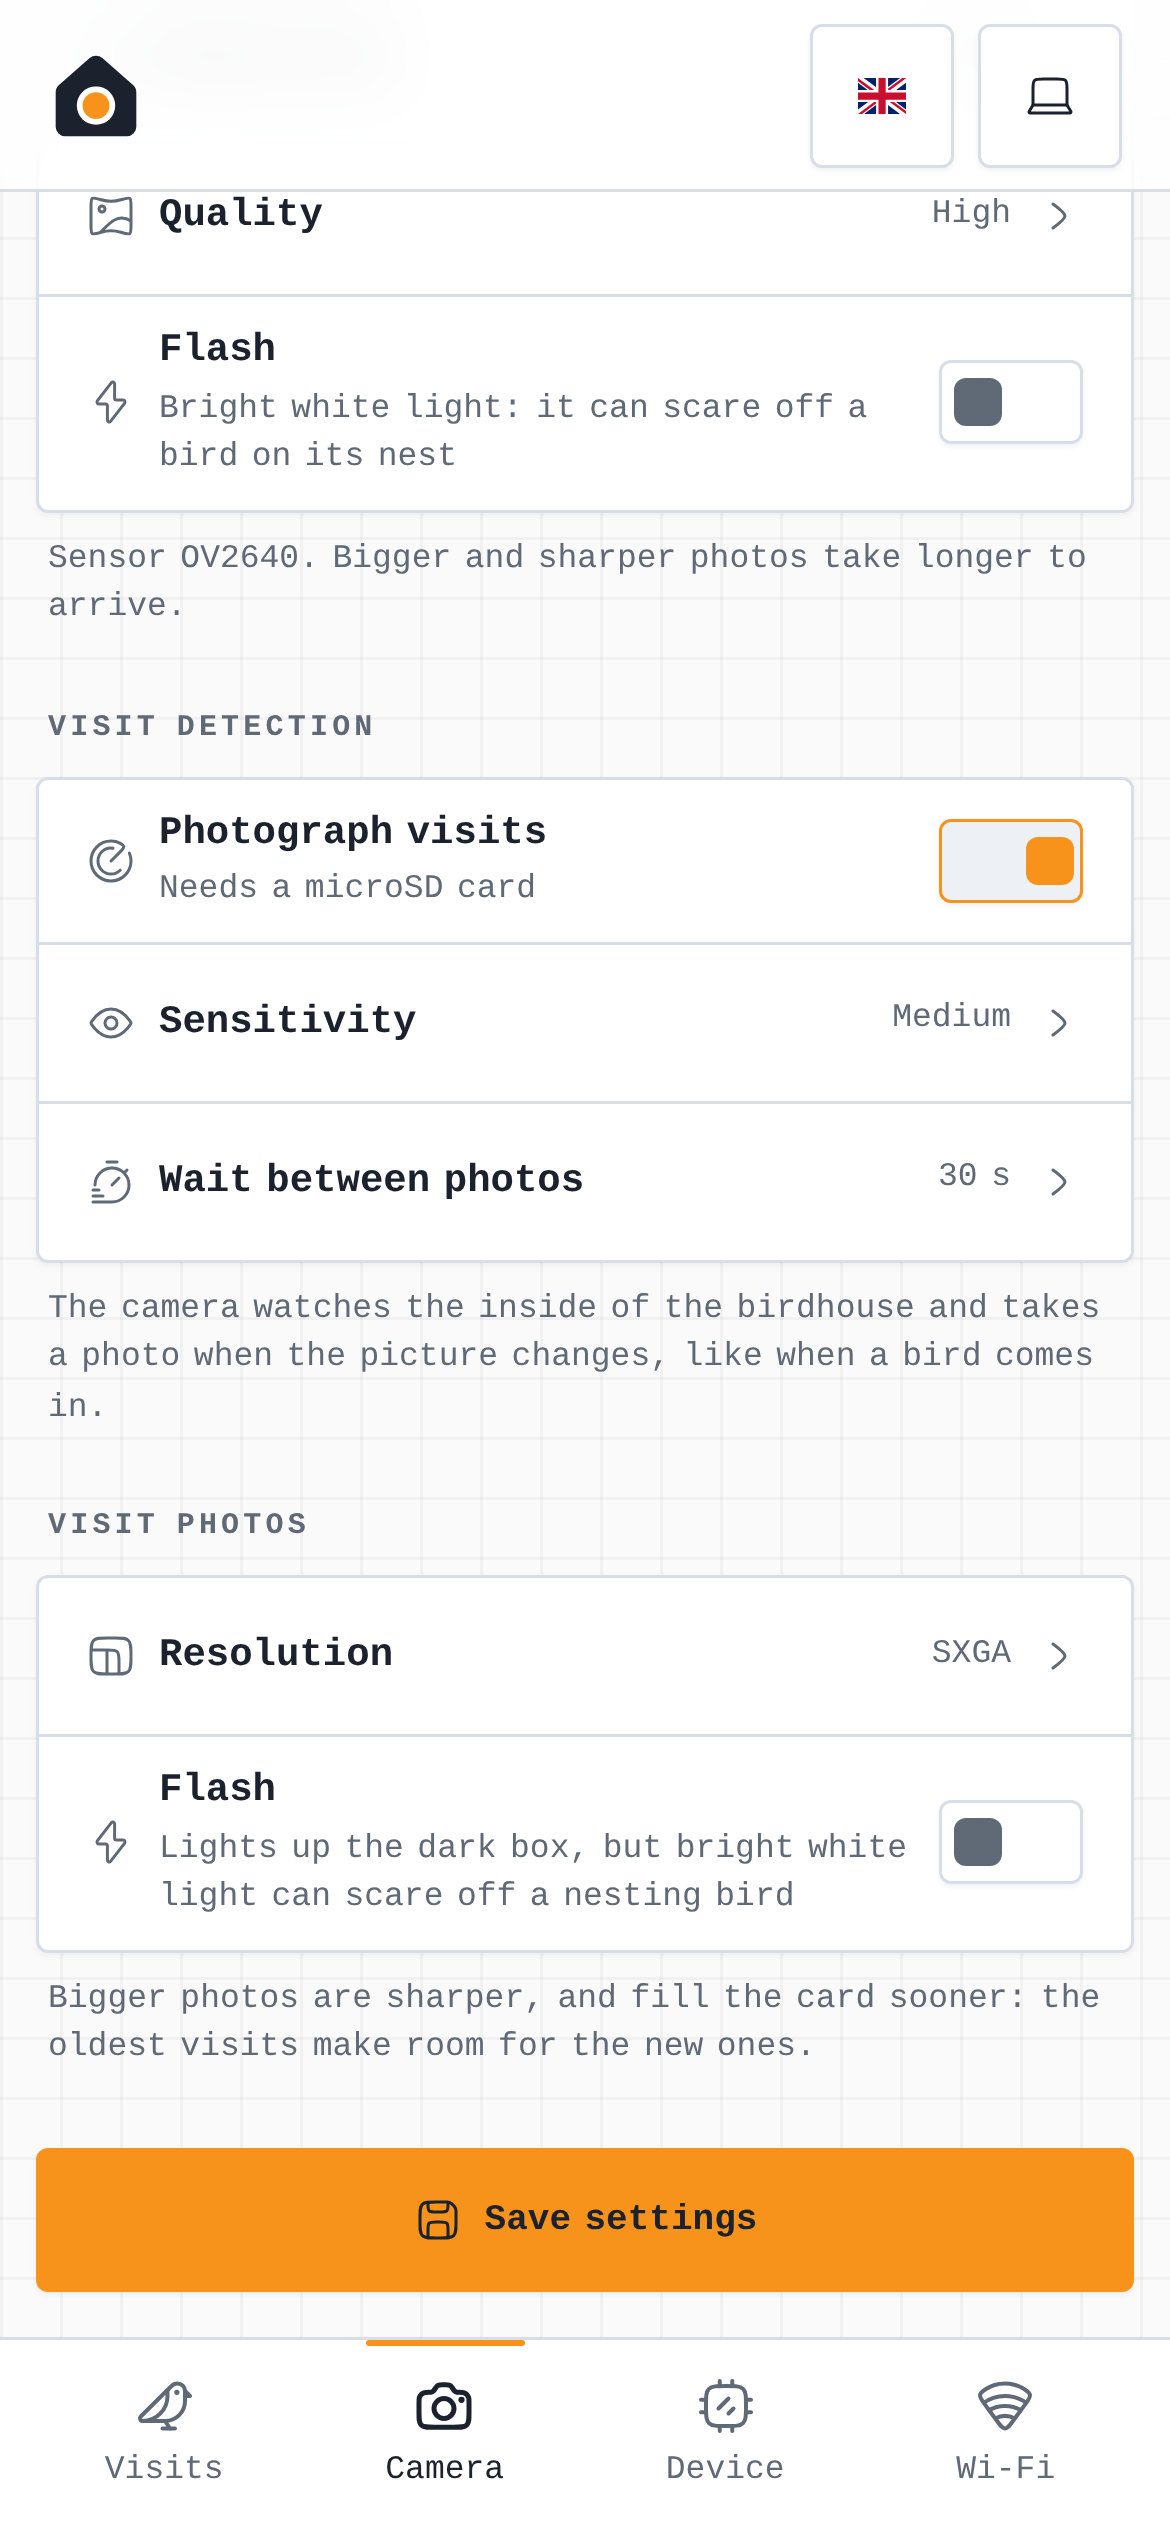 Quality
High
Flash
Bright white light: it can scare off a
bird on its nest
Sensor OV2640. Bigger and sharper photos take longer to
arrive.
VISIT DETECTION
Photograph visits
Needs a microSD card
Sensitivity
Medium
Wait between photos
30 s
The camera watches the inside of the birdhouse and takes
a photo when the picture changes, like when a bird comes
in.
VISIT PHOTOS
Resolution
SXGA
Flash
Lights up the dark box, but bright white
light can scare off a nesting bird
Bigger photos are sharper, and fill the card sooner: the
oldest visits make room for the new ones.
Save settings
Visits
Camera
Device
Wi-Fi